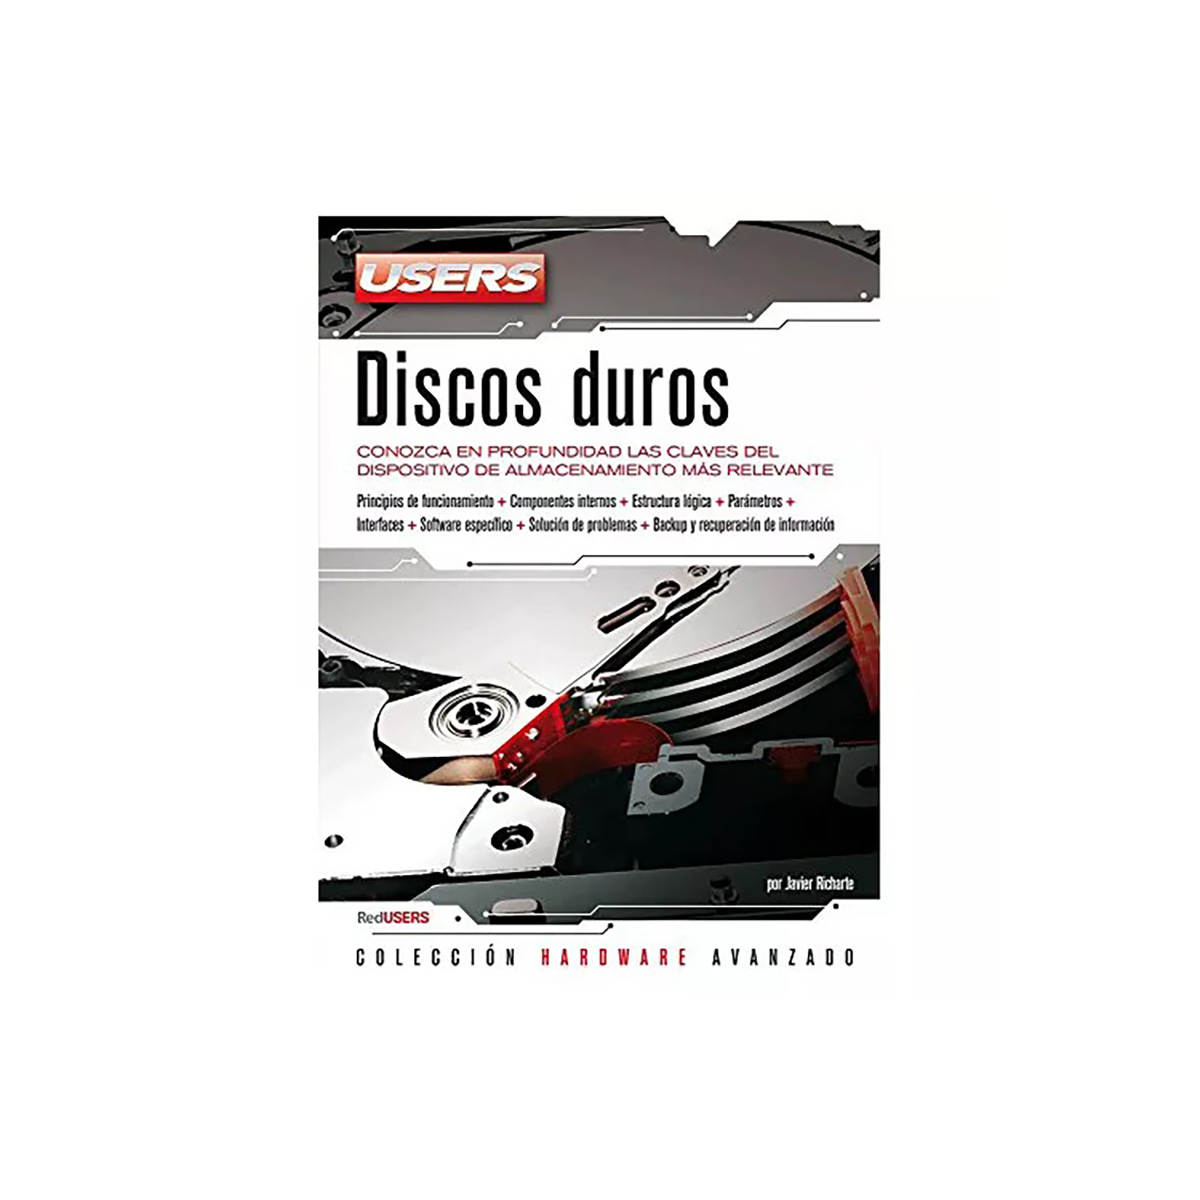 USERS
Discos duros
CONOZCA EN PROFUNDIDAD LAS CLAVES DEL
DISPOSITIVO DE ALMACENAMIENTO MÁS RELEVANTE
Principios de funcionamiento + Componentes internos + Estructura lógica + Parámetros +
Interfaces + Software específico + Solución de problemas + Backup y recuperación de información
por Javier Richarte
RedUSERS
COLECCIÓN HARDWARE AVANZADO